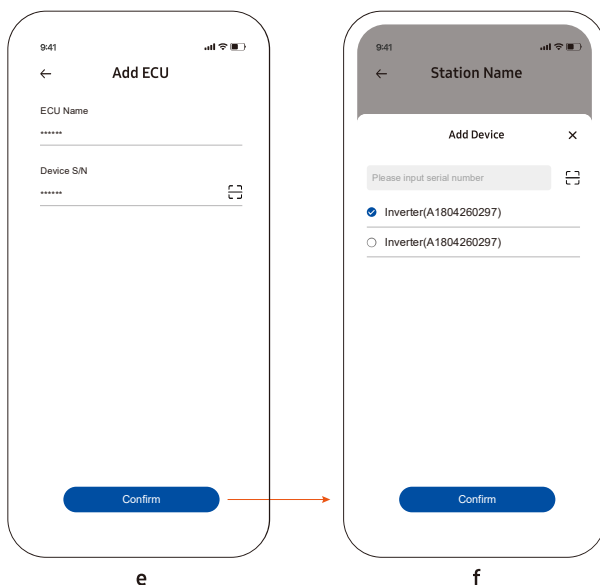 9:41
Add ECU
ECU Name
******
Device S/N
******
Confirm
e
9:41
Station Name
Add Device
Please input serial number
Inverter(A1804260297)
Inverter(A1804260297)
Confirm
f